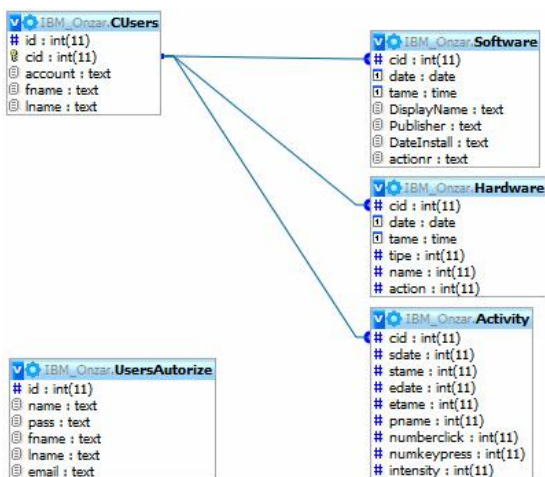 IBM_Onzar.CUsers
# id : int(11)
cid : int(11)
account : text
fname : text
lname : text
IBM_Onzar.Software
# cid : int(11)
date : date
tame : time
DisplayName : text
Publisher : text
DateInstall : text
actionr : text
IBM_Onzar.Hardware
# cid : int(11)
date : date
tame : time
# tipe : int(11)
# name : int(11)
# action : int(11)
IBM_Onzar.Activity
# cid : int(11)
# sdate : int(11)
# stame : int(11)
# edate : int(11)
# etame : int(11)
# pname : int(11)
# numberclick : int(11)
# numkeypress : int(11)
# intensity : int(11)
IBM_Onzar.UsersAutorize
# id : int(11)
name : text
pass : text
fname : text
lname : text
email : text